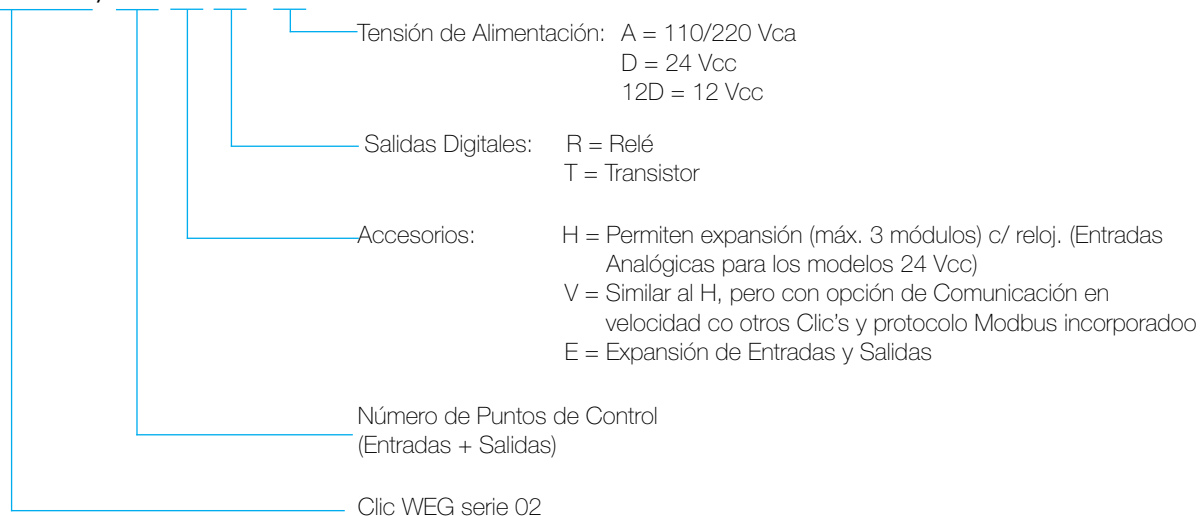 Tensión de Alimentación: A = 110/220 Vca
D = 24 Vcc
12D = 12 Vcc
Salidas Digitales: R = Relé
T = Transistor
Accesorios: H = Permiten expansión (máx. 3 módulos) c/ reloj. (Entradas
Analógicas para los modelos 24 Vcc)
V = Similar al H, pero con opción de Comunicación en
velocidad co otros Clic's y protocolo Modbus incorporadoo
E = Expansión de Entradas y Salidas
Número de Puntos de Control
(Entradas + Salidas)
Clic WEG serie 02